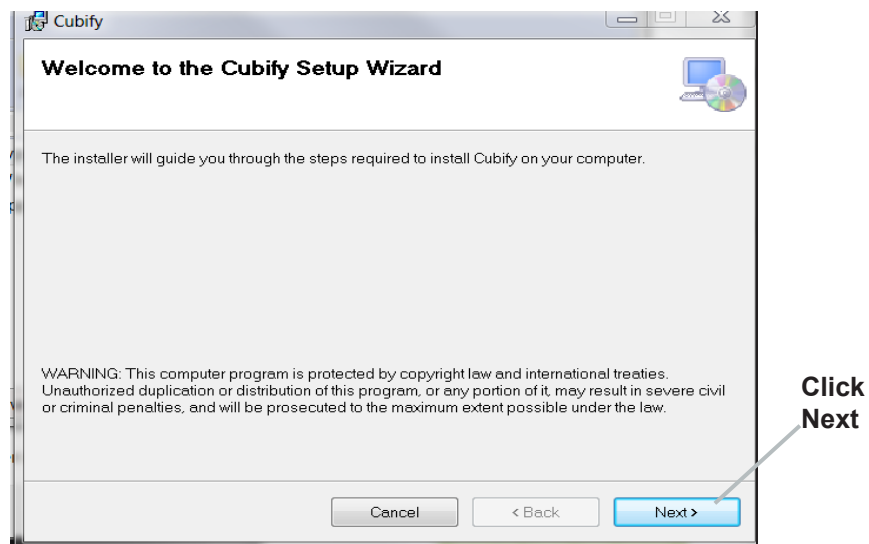 Cubify
Welcome to the Cubify Setup Wizard
The installer will guide you through the steps required to install Cubify on your computer.
WARNING: This computer program is protected by copyright law and international treaties.
Unauthorized duplication or distribution of this program, or any portion of it, may result in severe civil
or criminal penalties, and will be prosecuted to the maximum extent possible under the law.
Click
Next
Cancel
< Back
Next >